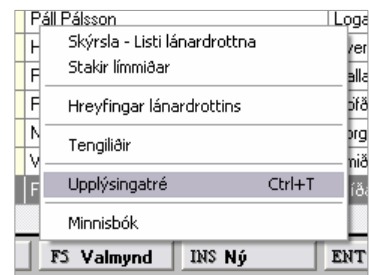 Páll Pálsson
Skýrsla - Listi lánardrottna
Stakir límmiðar
Hreyfingar lánardrottins
Tengiliðir
Upplýsingatré Ctrl+T
Minnisbók
F5 Valmynd INS Ný ENT